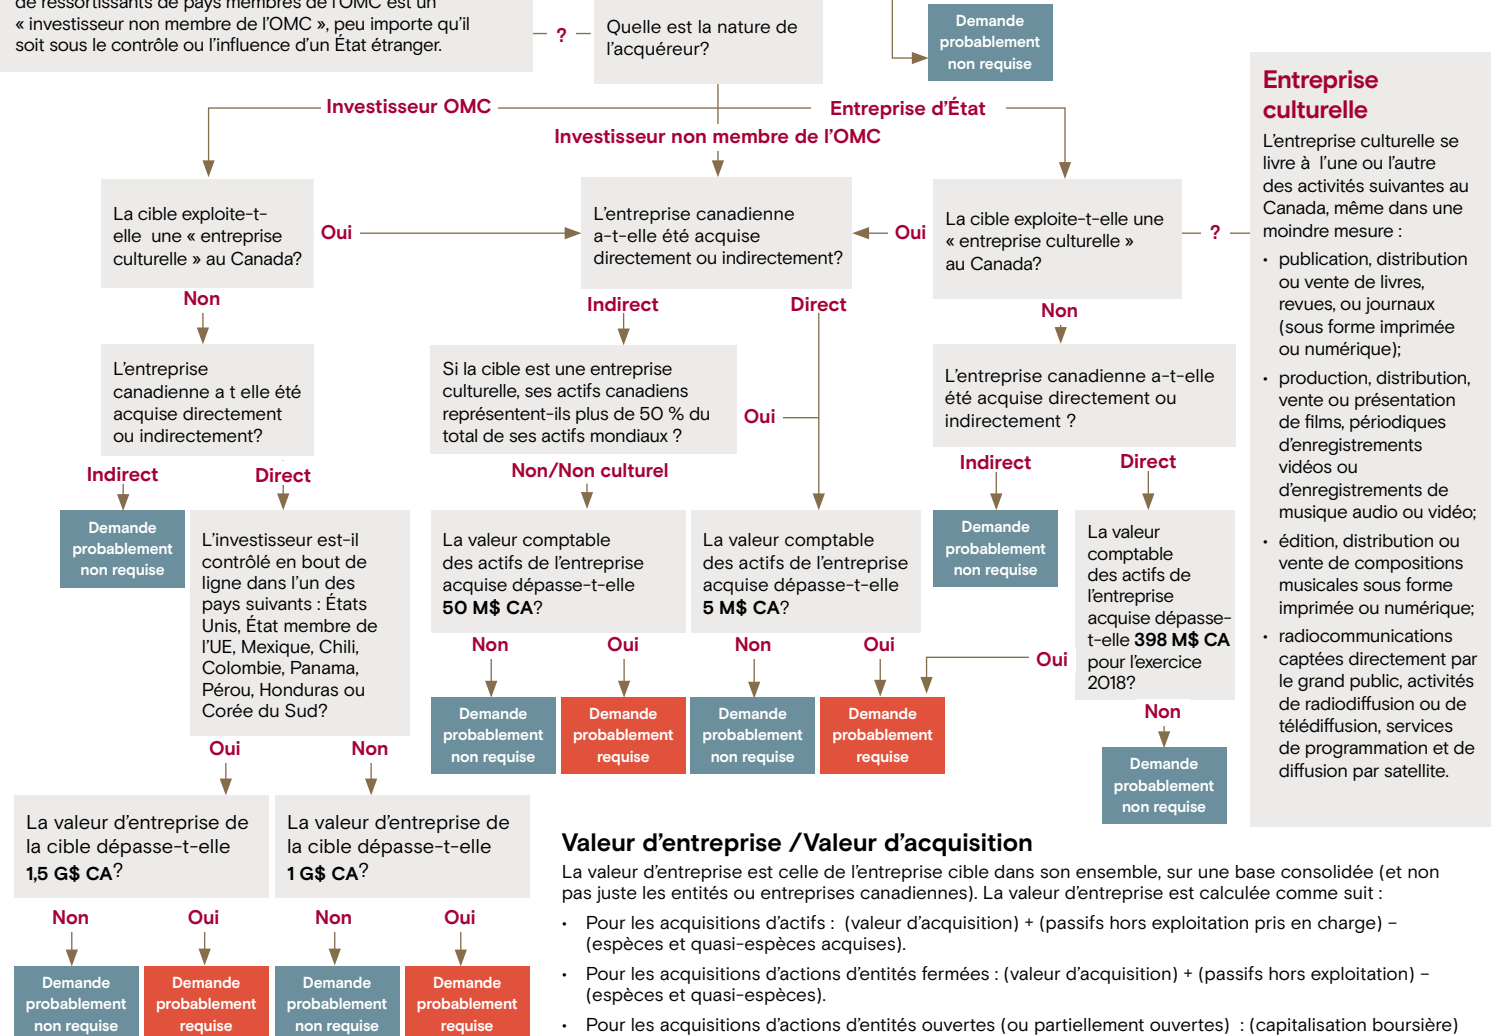 de ressortissants de pays membres de l'OMC est un
« investisseur non membre de l'OMC », peu importe qu'il
soit sous le contrôle ou l'influence d'un État étranger.
?
Quelle est la nature de
l'acquéreur?
Demande
probablement
non requise
Investisseur OMC
Entreprise d'État
Investisseur non membre de l'OMC
La cible exploite-t-
elle une « entreprise
culturelle » au Canada?
Oui
L'entreprise canadienne
a-t-elle été acquise
directement ou indirectement?
Oui
La cible exploite-t-elle une
« entreprise culturelle »
au Canada?
?
Entreprise
culturelle
L'entreprise culturelle se
livre à l'une ou l'autre
des activités suivantes au
Canada, même dans une
moindre mesure :
• publication, distribution
ou vente de livres,
revues, ou journaux
(sous forme imprimée
ou numérique);
• production, distribution,
vente ou présentation
de films, périodiques
d'enregistrements
vidéos ou
d'enregistrements de
musique audio ou vidéo;
• édition, distribution ou
vente de compositions
musicales sous forme
imprimée ou numérique;
• radiocommunications
captées directement par
le grand public, activités
de radiodiffusion ou de
télédiffusion, services
de programmation et de
diffusion par satellite.
Non
Indirect
Direct
Non
L'entreprise
canadienne a t elle été
acquise directement
ou indirectement?
Si la cible est une entreprise
culturelle, ses actifs canadiens
représentent-ils plus de 50 % du
total de ses actifs mondiaux ?
Oui
L'entreprise canadienne a-t-elle
été acquise directement ou
indirectement ?
Indirect
Direct
Non/Non culturel
Indirect
Direct
Demande
probablement
non requise
L'investisseur est-il
contrôlé en bout de
ligne dans l'un des
pays suivants : États
Unis, État membre de
l'UE, Mexique, Chili,
Colombie, Panama,
Pérou, Honduras ou
Corée du Sud?
La valeur comptable
des actifs de l'entreprise
acquise dépasse-t-elle
50 M$ CA?
La valeur comptable
des actifs de l'entreprise
acquise dépasse-t-elle
5 M$ CA?
Demande
probablement
non requise
La valeur
comptable
des actifs de
l'entreprise
acquise dépasse-
t-elle 398 M$ CA
pour l'exercice
2018?
Non
Oui
Non
Oui
Oui
Demande
probablement
non requise
Demande
probablement
requise
Demande
probablement
non requise
Demande
probablement
requise
Non
Demande
probablement
non requise
Oui
Non
La valeur d'entreprise de
la cible dépasse-t-elle
1,5 G$ CA?
La valeur d'entreprise de
la cible dépasse-t-elle
1 G$ CA?
Non
Oui
Non
Oui
Demande
probablement
non requise
Demande
probablement
requise
Demande
probablement
non requise
Demande
probablement
requise
Valeur d'entreprise /Valeur d'acquisition
La valeur d'entreprise est celle de l'entreprise cible dans son ensemble, sur une base consolidée (et non
pas juste les entités ou entreprises canadiennes). La valeur d'entreprise est calculée comme suit :
• Pour les acquisitions d'actifs : (valeur d'acquisition) + (passifs hors exploitation pris en charge) –
(espèces et quasi-espèces acquises).
• Pour les acquisitions d'actions d'entités fermées : (valeur d'acquisition) + (passifs hors exploitation) –
(espèces et quasi-espèces).
• Pour les acquisitions d'actions d'entités ouvertes (ou partiellement ouvertes) : (capitalisation boursière)